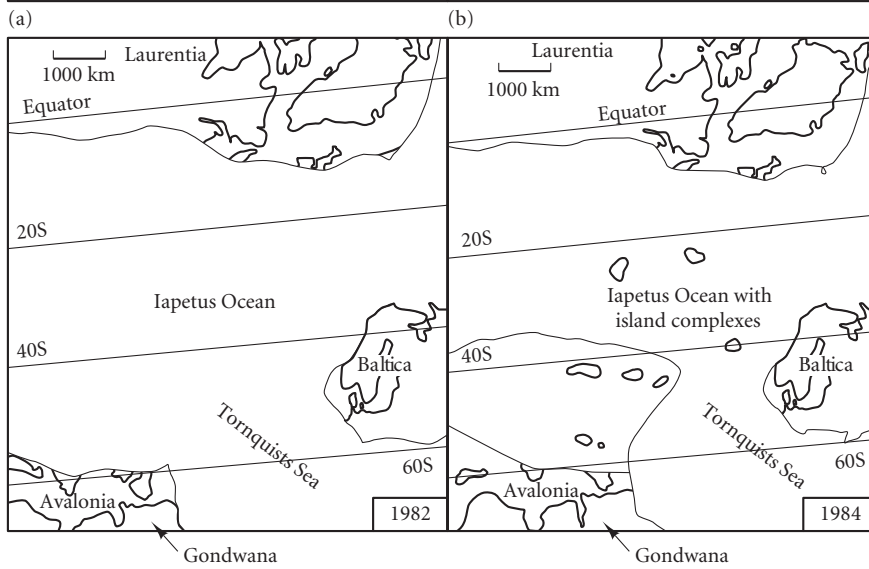 (a)
Laurentia
1000 km
Equator
20S
Iapetus Ocean
40S
Baltica
Tornquists Sea
60S
Avalonia
1982
Gondwana
(b)
Laurentia
1000 km
Equator
20S
Iapetus Ocean with
island complexes
40S
Baltica
Tornquists Sea
60S
Avalonia
1984
Gondwana